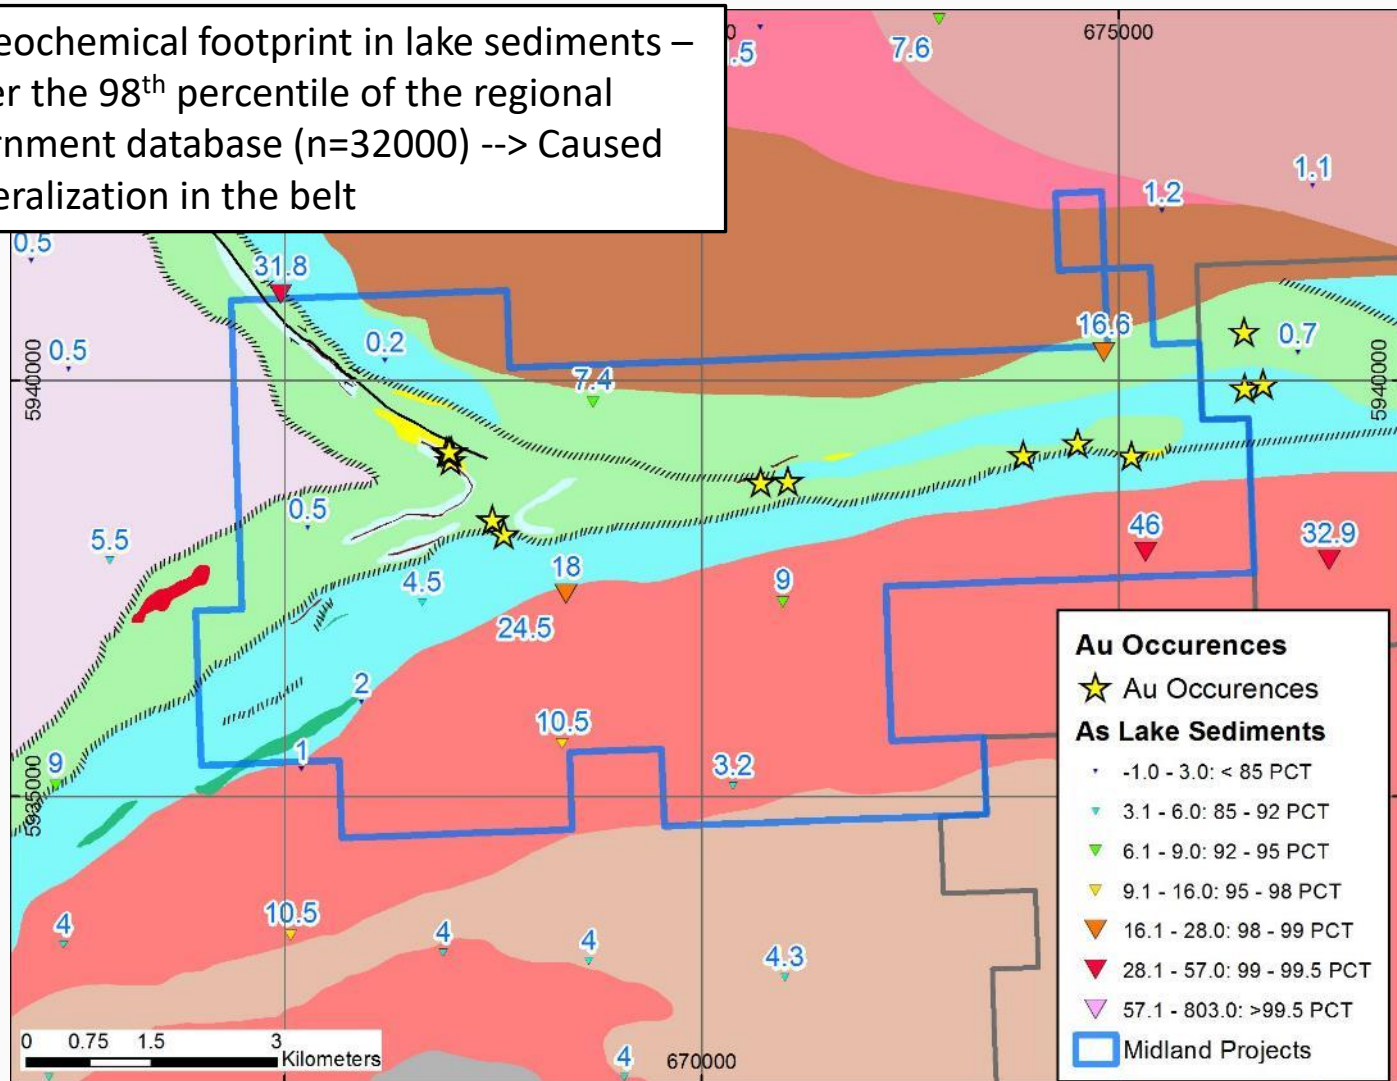 eochemical footprint in lake sediments –
er the 98th percentile of the regional
rnment database (n=32000) --> Caused
eralization in the belt
0
675000
.5
7.6
1.1
1.2
0.5
31.8
16.6
0.7
0.5
0.2
5940000
5940000
7.4
0.5
5.5
46
32.9
4.5
18
9
24.5
2
10.5
9
1
3.2
5935000
4
10.5
4
4
4.3
4
670000
0 0.75 1.5 3
Kilometers
Au Occurences
Au Occurences
As Lake Sediments
-1.0 - 3.0: < 85 PCT
3.1 - 6.0: 85 - 92 PCT
6.1 - 9.0: 92 - 95 PCT
9.1 - 16.0: 95 - 98 PCT
16.1 - 28.0: 98 - 99 PCT
28.1 - 57.0: 99 - 99.5 PCT
57.1 - 803.0: >99.5 PCT
Midland Projects